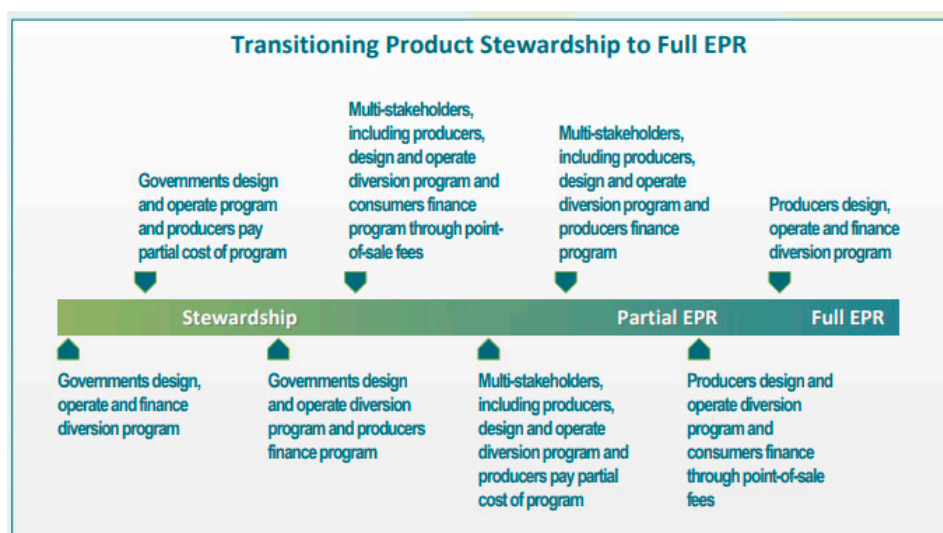 Transitioning Product Stewardship to Full EPR
Governments design
and operate program
and producers pay
partial cost of program
Multi-stakeholders,
including producers,
design and operate
diversion program and
consumers finance
program through point-
of-sale fees
Multi-stakeholders,
including producers,
design and operate
diversion program and
producers finance
program
Producers design,
operate and finance
diversion program
Stewardship
Partial EPR
Full EPR
Governments design,
operate and finance
diversion program
Governments design
and operate diversion
program and producers
finance program
Multi-stakeholders,
including producers,
design and operate
diversion program and
producers pay partial
cost of program
Producers design and
operate diversion
program and
consumers finance
through point-of-sale
fees